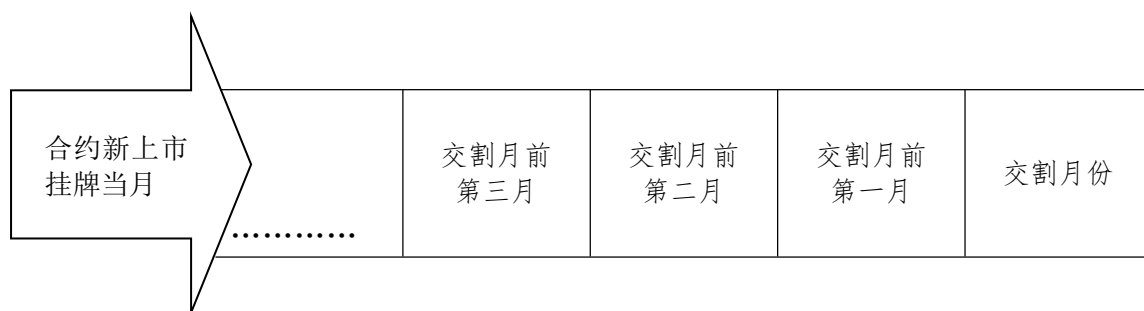 合约新上市
挂牌当月
…………
交割月前
第三月
交割月前
第二月
交割月前
第一月
交割月份